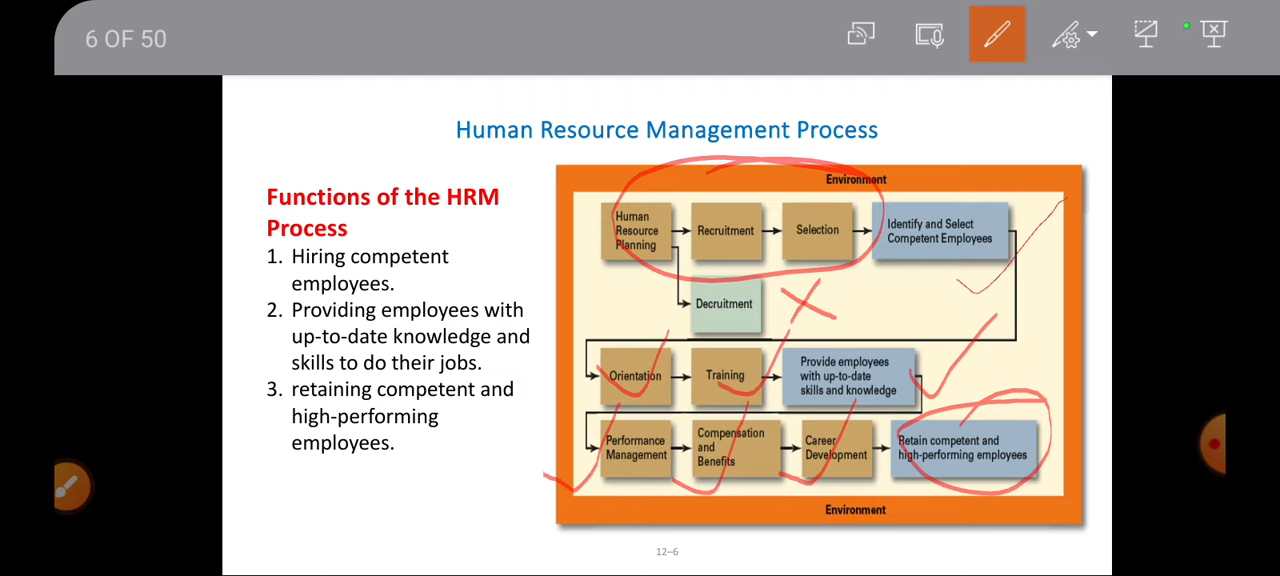 6 OF 50
Human Resource Management Process
Functions of the HRM
Process
1. Hiring competent
employees.
2. Providing employees with
up-to-date knowledge and
skills to do their jobs.
3. retaining competent and
high-performing
employees.
Environment
Human
Resource
Planning
Recruitment
Selection
Identify and Select
Competent Employees
Decruitment
Orientation
Training
Provide employees
with up-to-date
skills and knowledge
Performance
Management
Compensation
and
Benefits
Career
Development
Retain competent and
high-performing employees
Environment
12–6